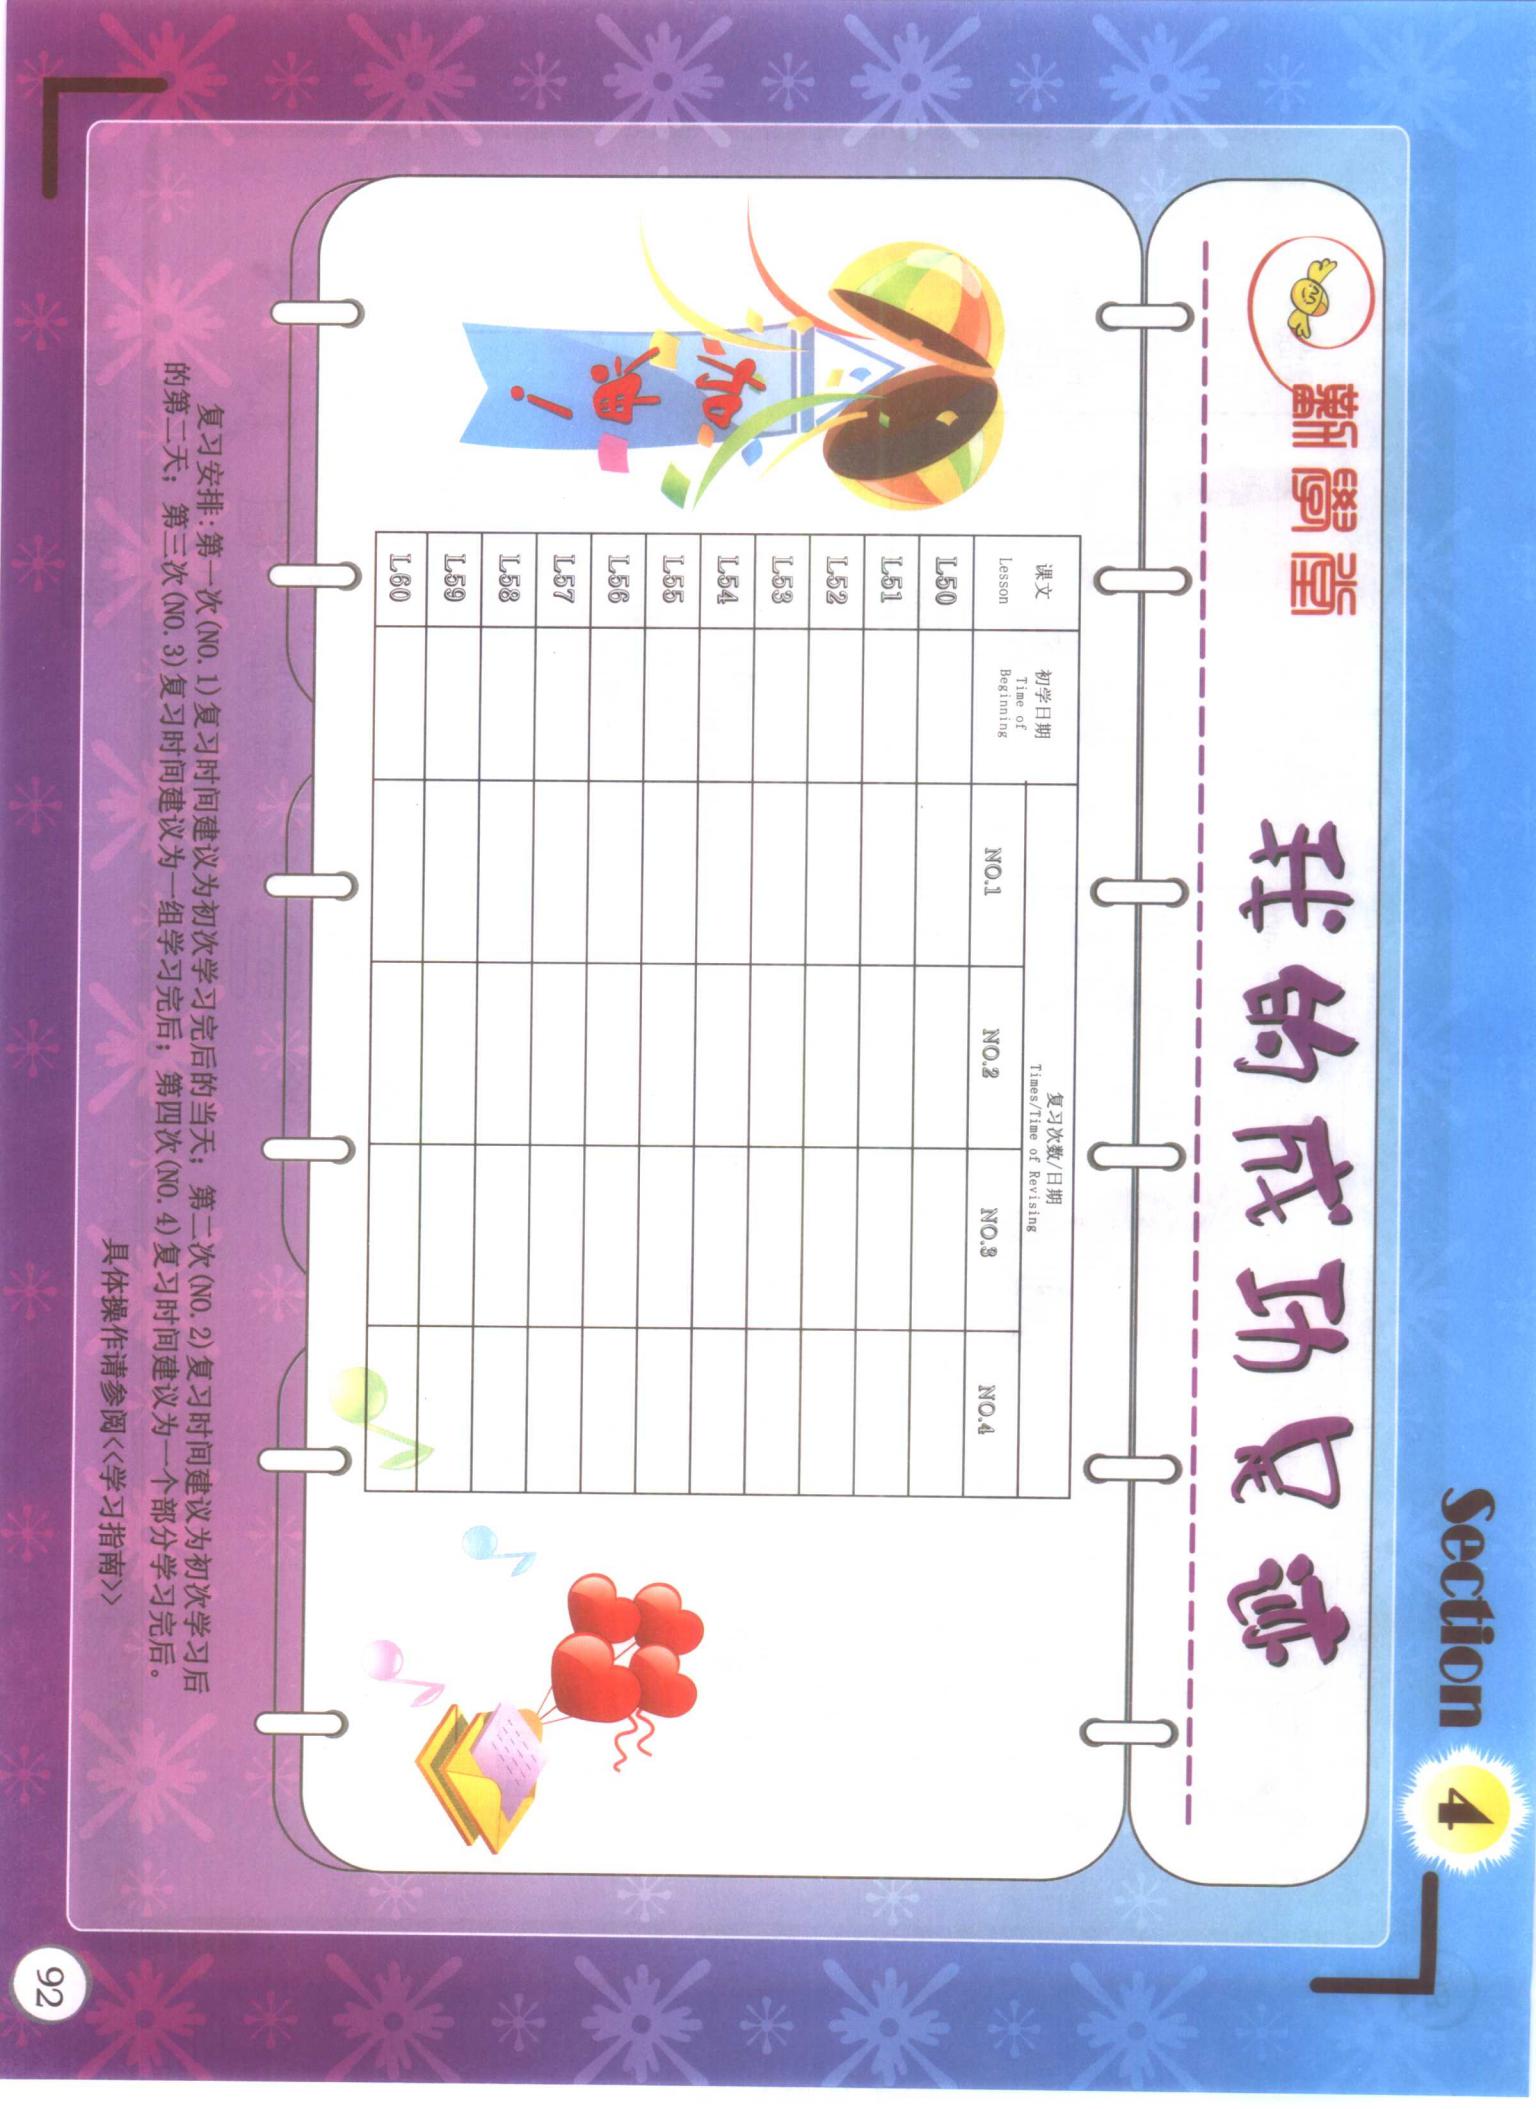 Section 4
學堂
我的成功足迹
加油!
课文 Lesson
初学日期 Time of Beginning
复习次数/日期
Times/Time of Revising
NO.1 NO.2 NO.3 NO.4
L50
L51
L52
L53
L54
L55
L56
L57
L58
L59
L60
复习安排:第一次(NO.1)复习时间建议为初次学习完后的当天;第二次(NO.2)复习时间建议为初次学习后
的第二天;第三次(NO.3)复习时间建议为一组学习完后;第四次(NO.4)复习时间建议为一个部分学习完后。
具体操作请参阅<<学习指南>>
92